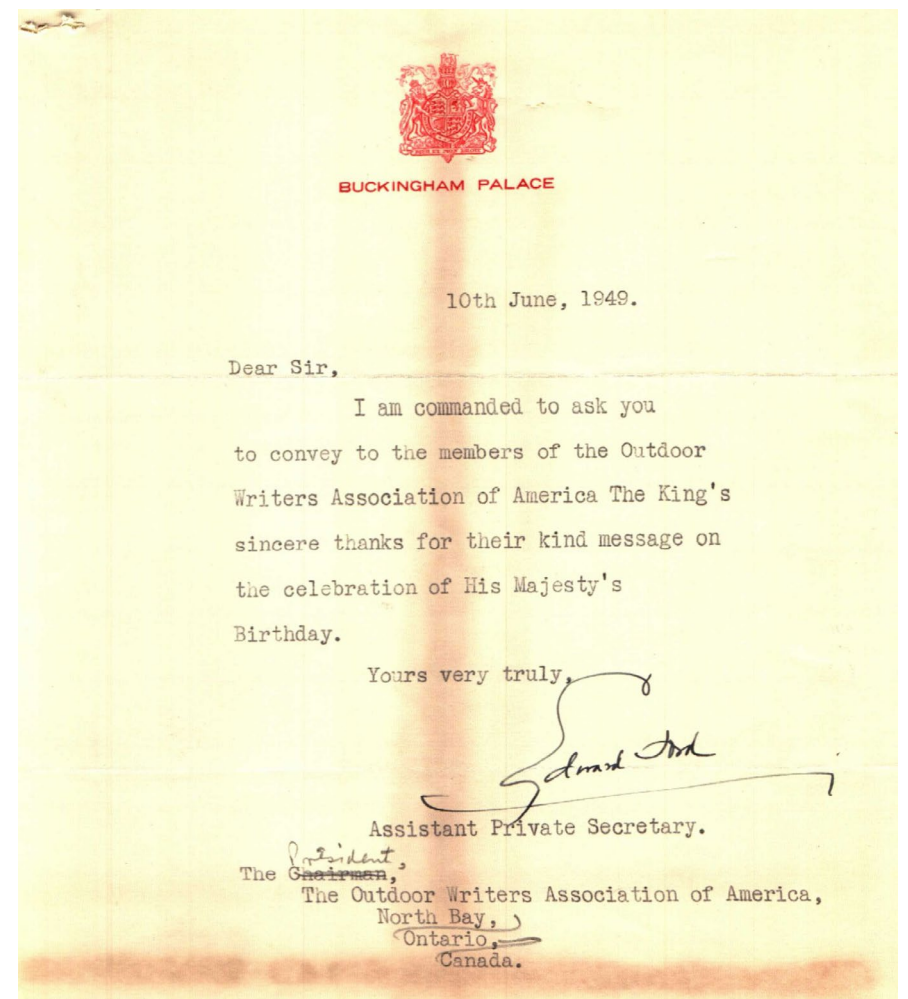 BUCKINGHAM PALACE
10th June, 1949.
Dear Sir,
I am commanded to ask you
to convey to the members of the Outdoor
Writers Association of America The King's
sincere thanks for their kind message on
the celebration of His Majesty's
Birthday.
Yours very truly,
Edward Ford
Assistant Private Secretary.
President,
The Chairman,
The Outdoor Writers Association of America,
North Bay,
Ontario,
Canada.